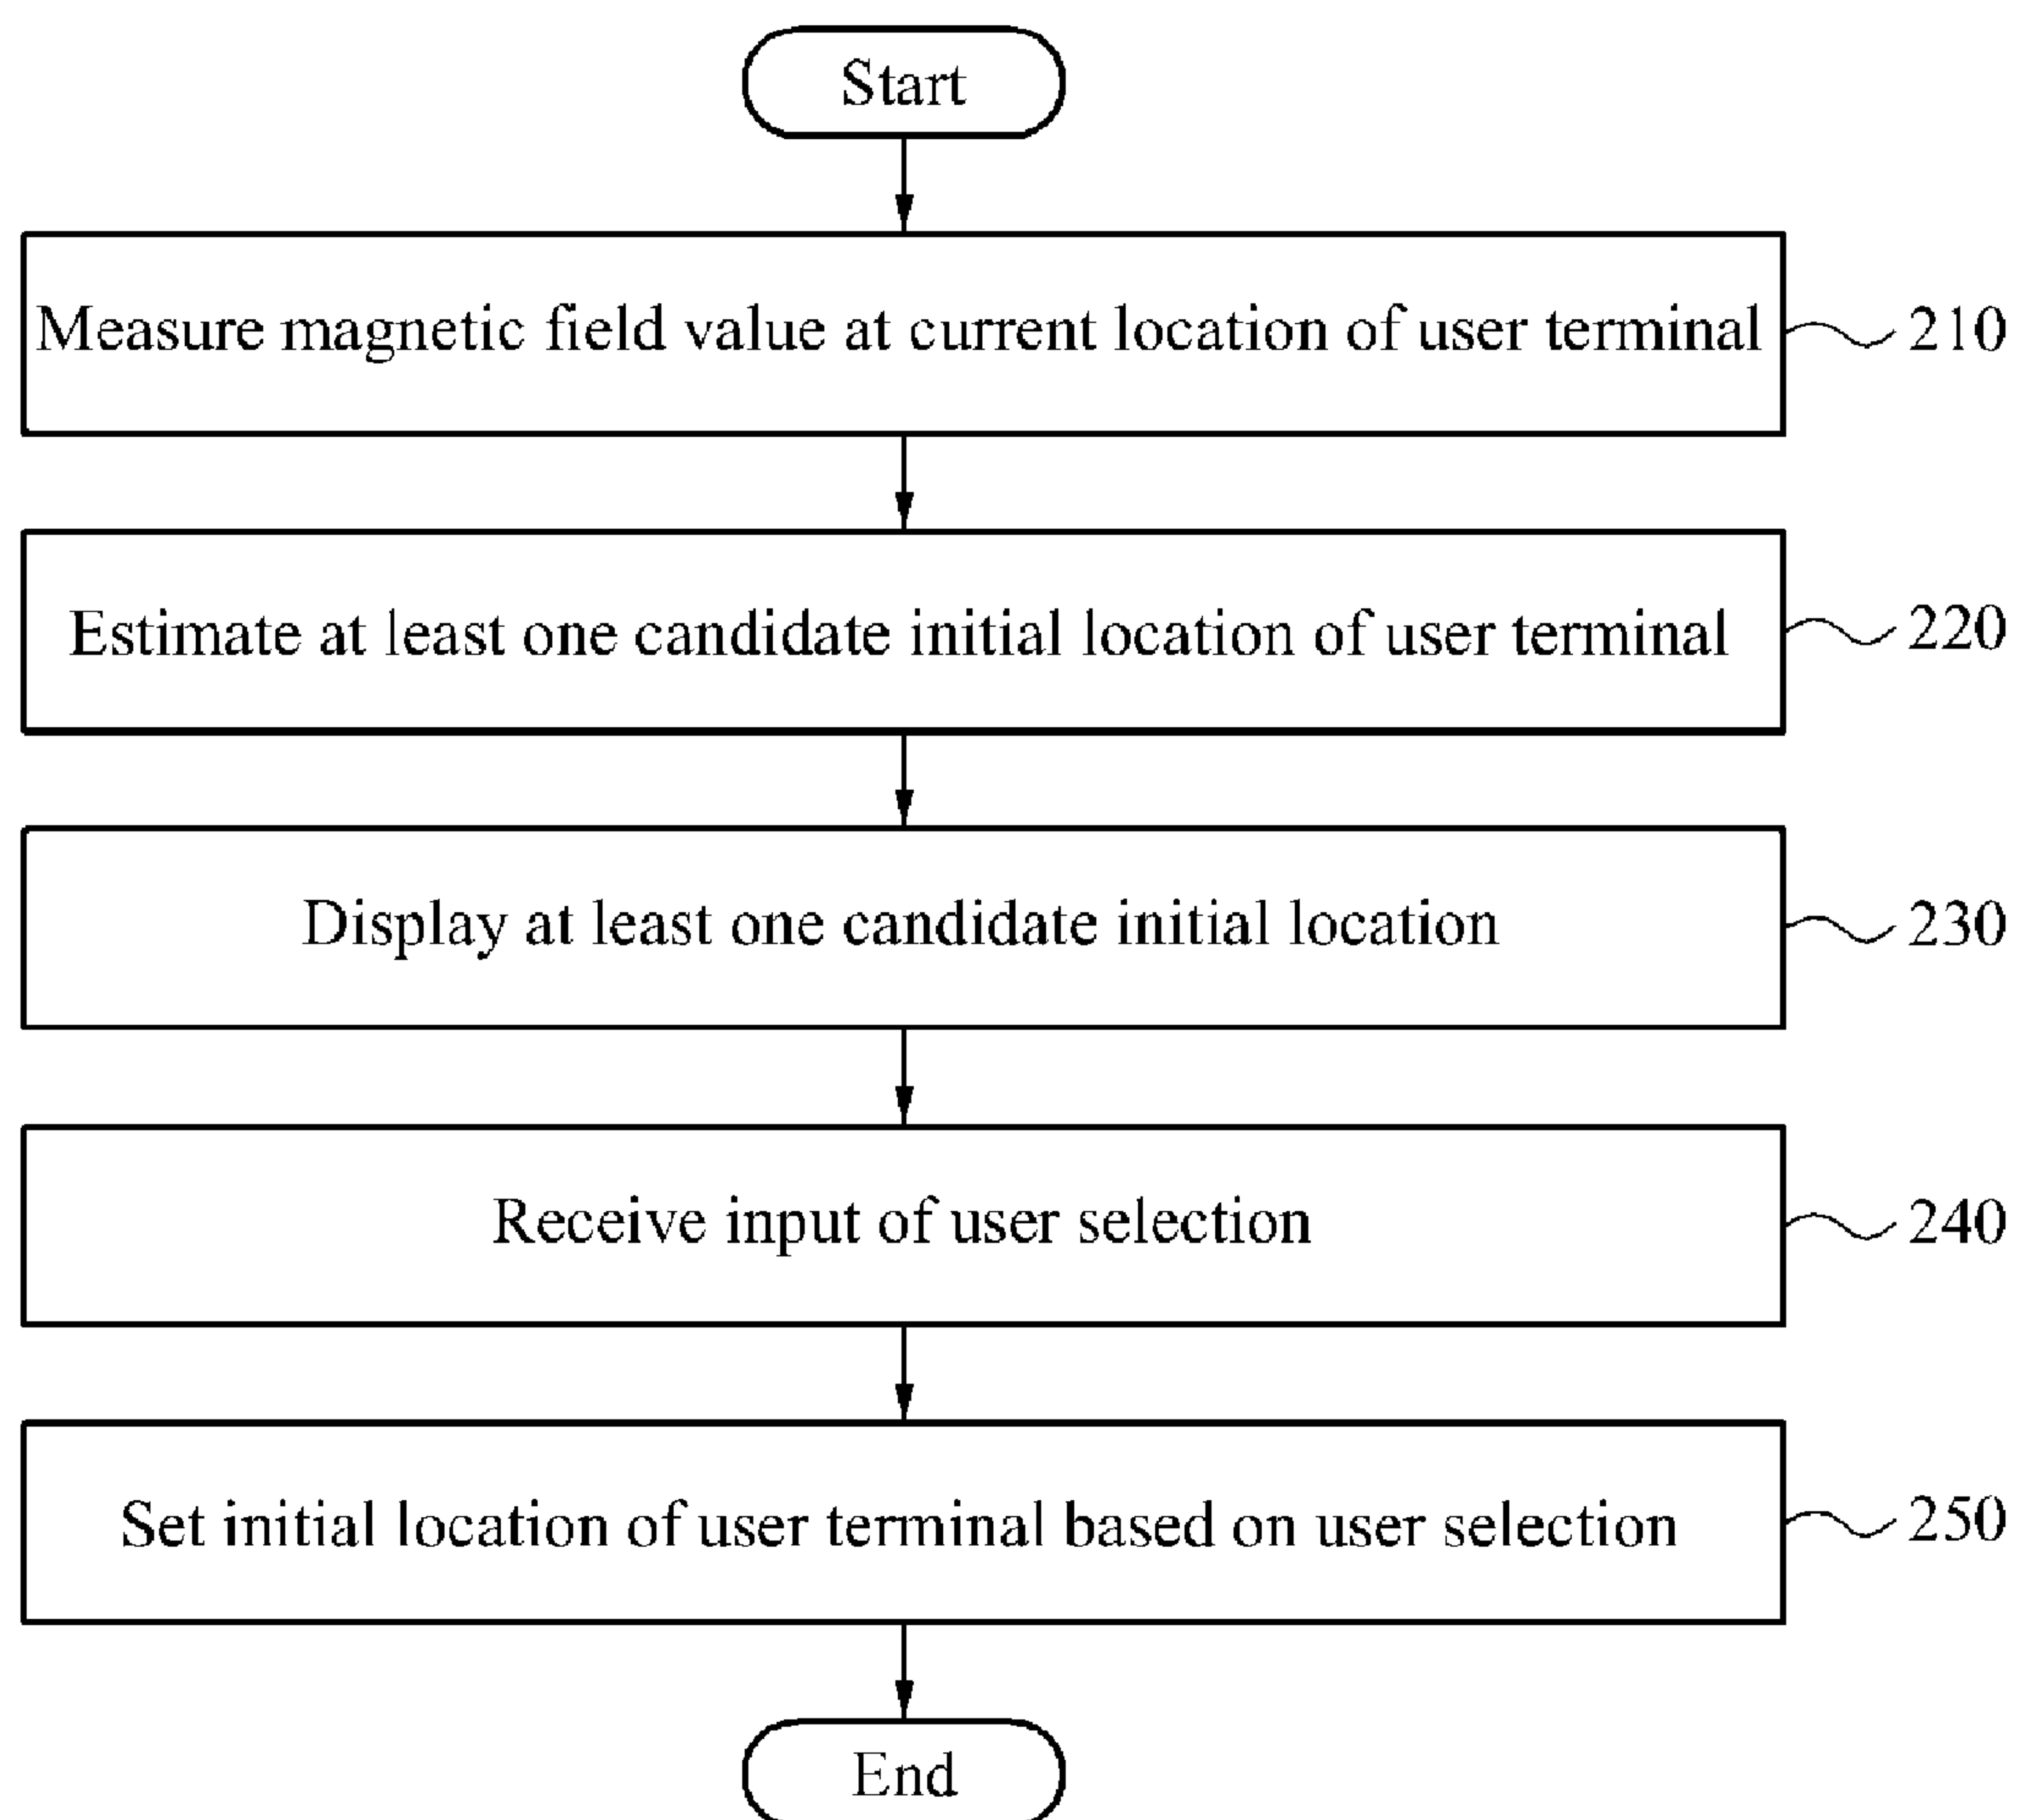 Start
Measure magnetic field value at current location of user terminal
210
Estimate at least one candidate initial location of user terminal
220
Display at least one candidate initial location
230
Receive input of user selection
240
Set initial location of user terminal based on user selection
250
End